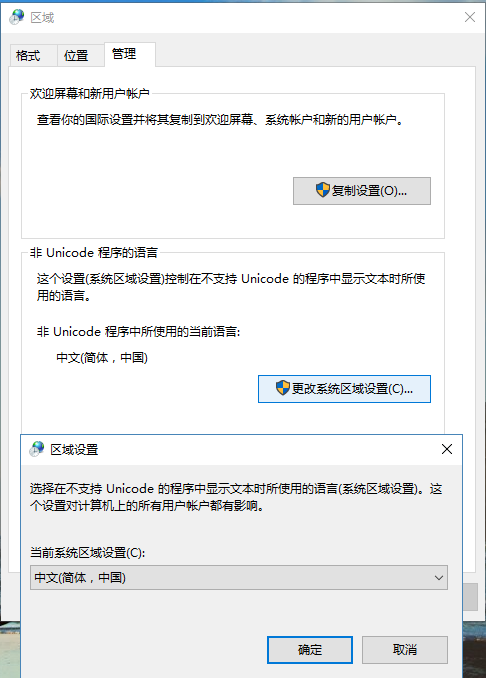 区域
格式
位置
管理
欢迎屏幕和新用户帐户
查看你的国际设置并将其复制到欢迎屏幕、系统帐户和新的用户帐户。
复制设置(O)...
非 Unicode 程序的语言
这个设置(系统区域设置)控制在不支持 Unicode 的程序中显示文本时所使
用的语言。
非 Unicode 程序中所使用的当前语言:
中文(简体，中国)
更改系统区域设置(C)...
区域设置
选择在不支持 Unicode 的程序中显示文本时所使用的语言(系统区域设置)。这
个设置对计算机上的所有用户帐户都有影响。
当前系统区域设置(C):
中文(简体，中国)
确定
取消